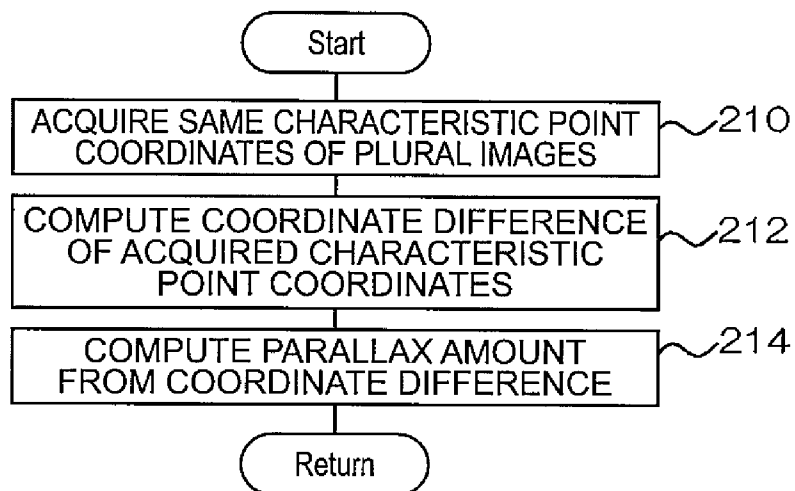 Start
ACQUIRE SAME CHARACTERISTIC POINT
COORDINATES OF PLURAL IMAGES
210
COMPUTE COORDINATE DIFFERENCE
OF ACQUIRED CHARACTERISTIC
POINT COORDINATES
212
COMPUTE PARALLAX AMOUNT
FROM COORDINATE DIFFERENCE
214
Return